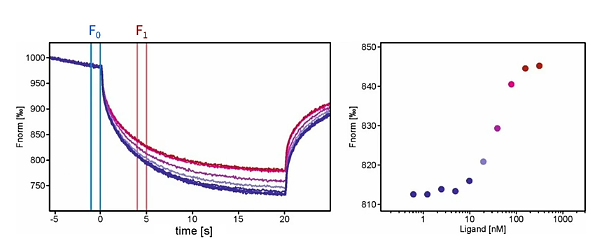 F0 F1
1000
950
900
850
800
750
Fnorm [‰]
-5 0 5 10 15 20
time [s]
850
840
830
820
810
Fnorm [‰]
1 10 100 1000
Ligand [nM]